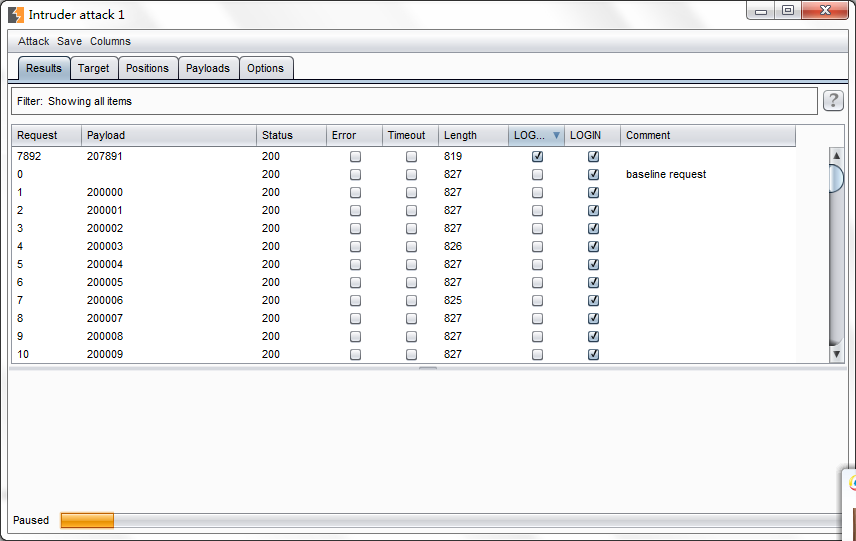 Intruder attack 1
Attack Save Columns
Results Target Positions Payloads Options
Filter: Showing all items ?
Request Payload Status Error Timeout Length LOG... LOGIN Comment
7892 207891 200 819
0 200 827 baseline request
1 200000 200 827
2 200001 200 827
3 200002 200 827
4 200003 200 826
5 200004 200 827
6 200005 200 827
7 200006 200 825
8 200007 200 827
9 200008 200 827
10 200009 200 827
Paused